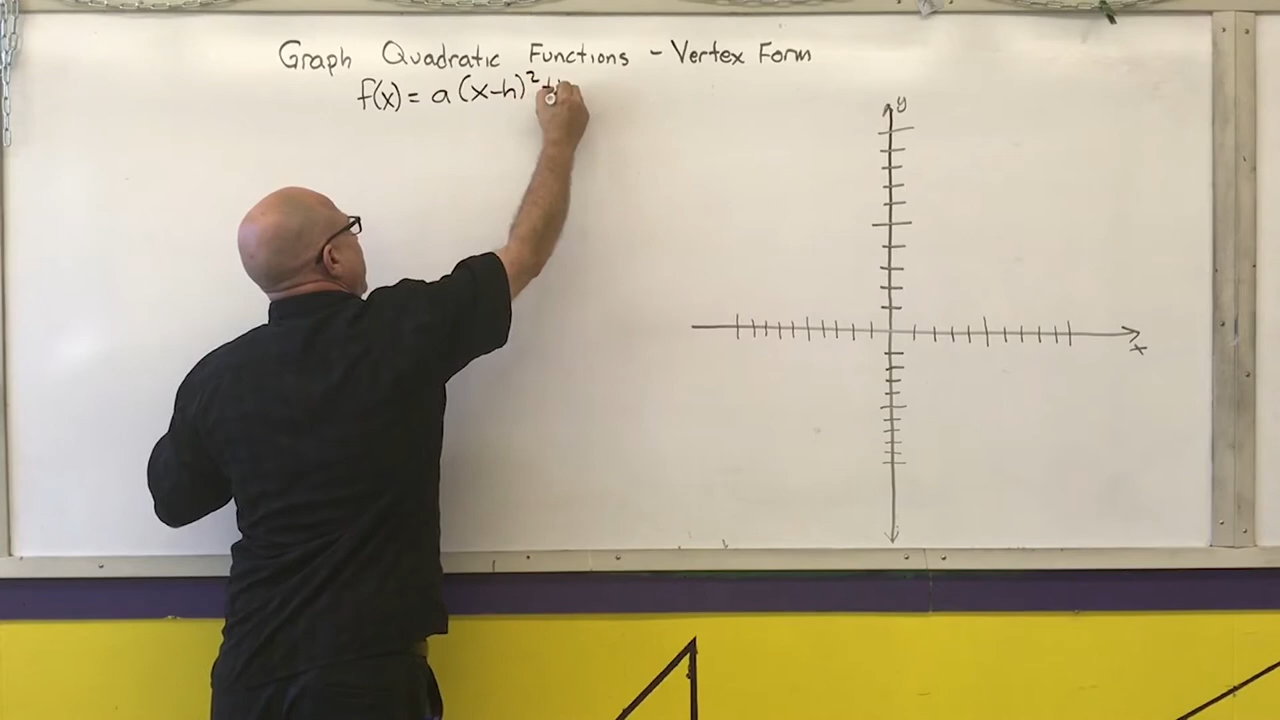 Graph Quadratic Functions - Vertex Form
f(x) = a (x-h)² +
y
x